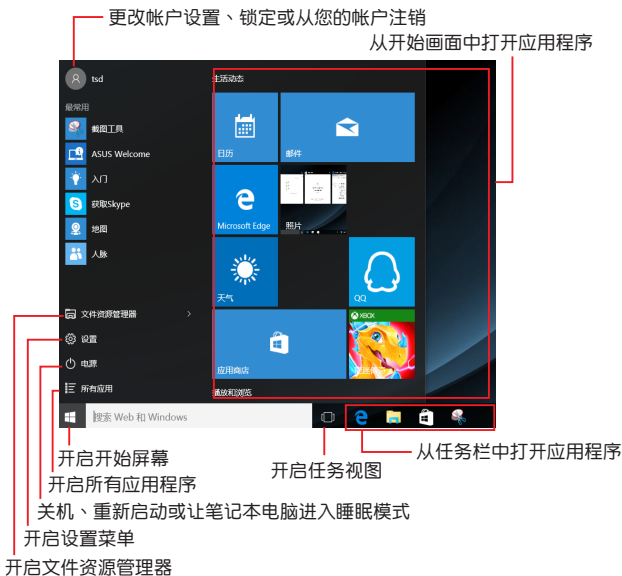 更改帐户设置、锁定或从您的帐户注销
从开始画面中打开应用程序
tsd
生活动态
最常用
截图工具
ASUS Welcome
入门
获取Skype
地图
人脉
日历
邮件
Microsoft Edge
照片
天气
QQ
应用商店
XBOX
播放和浏览
文件资源管理器
设置
电源
所有应用
搜索 Web 和 Windows
从任务栏中打开应用程序
开启开始屏幕
开启任务视图
开启所有应用程序
关机、重新启动或让笔记本电脑进入睡眠模式
开启设置菜单
开启文件资源管理器